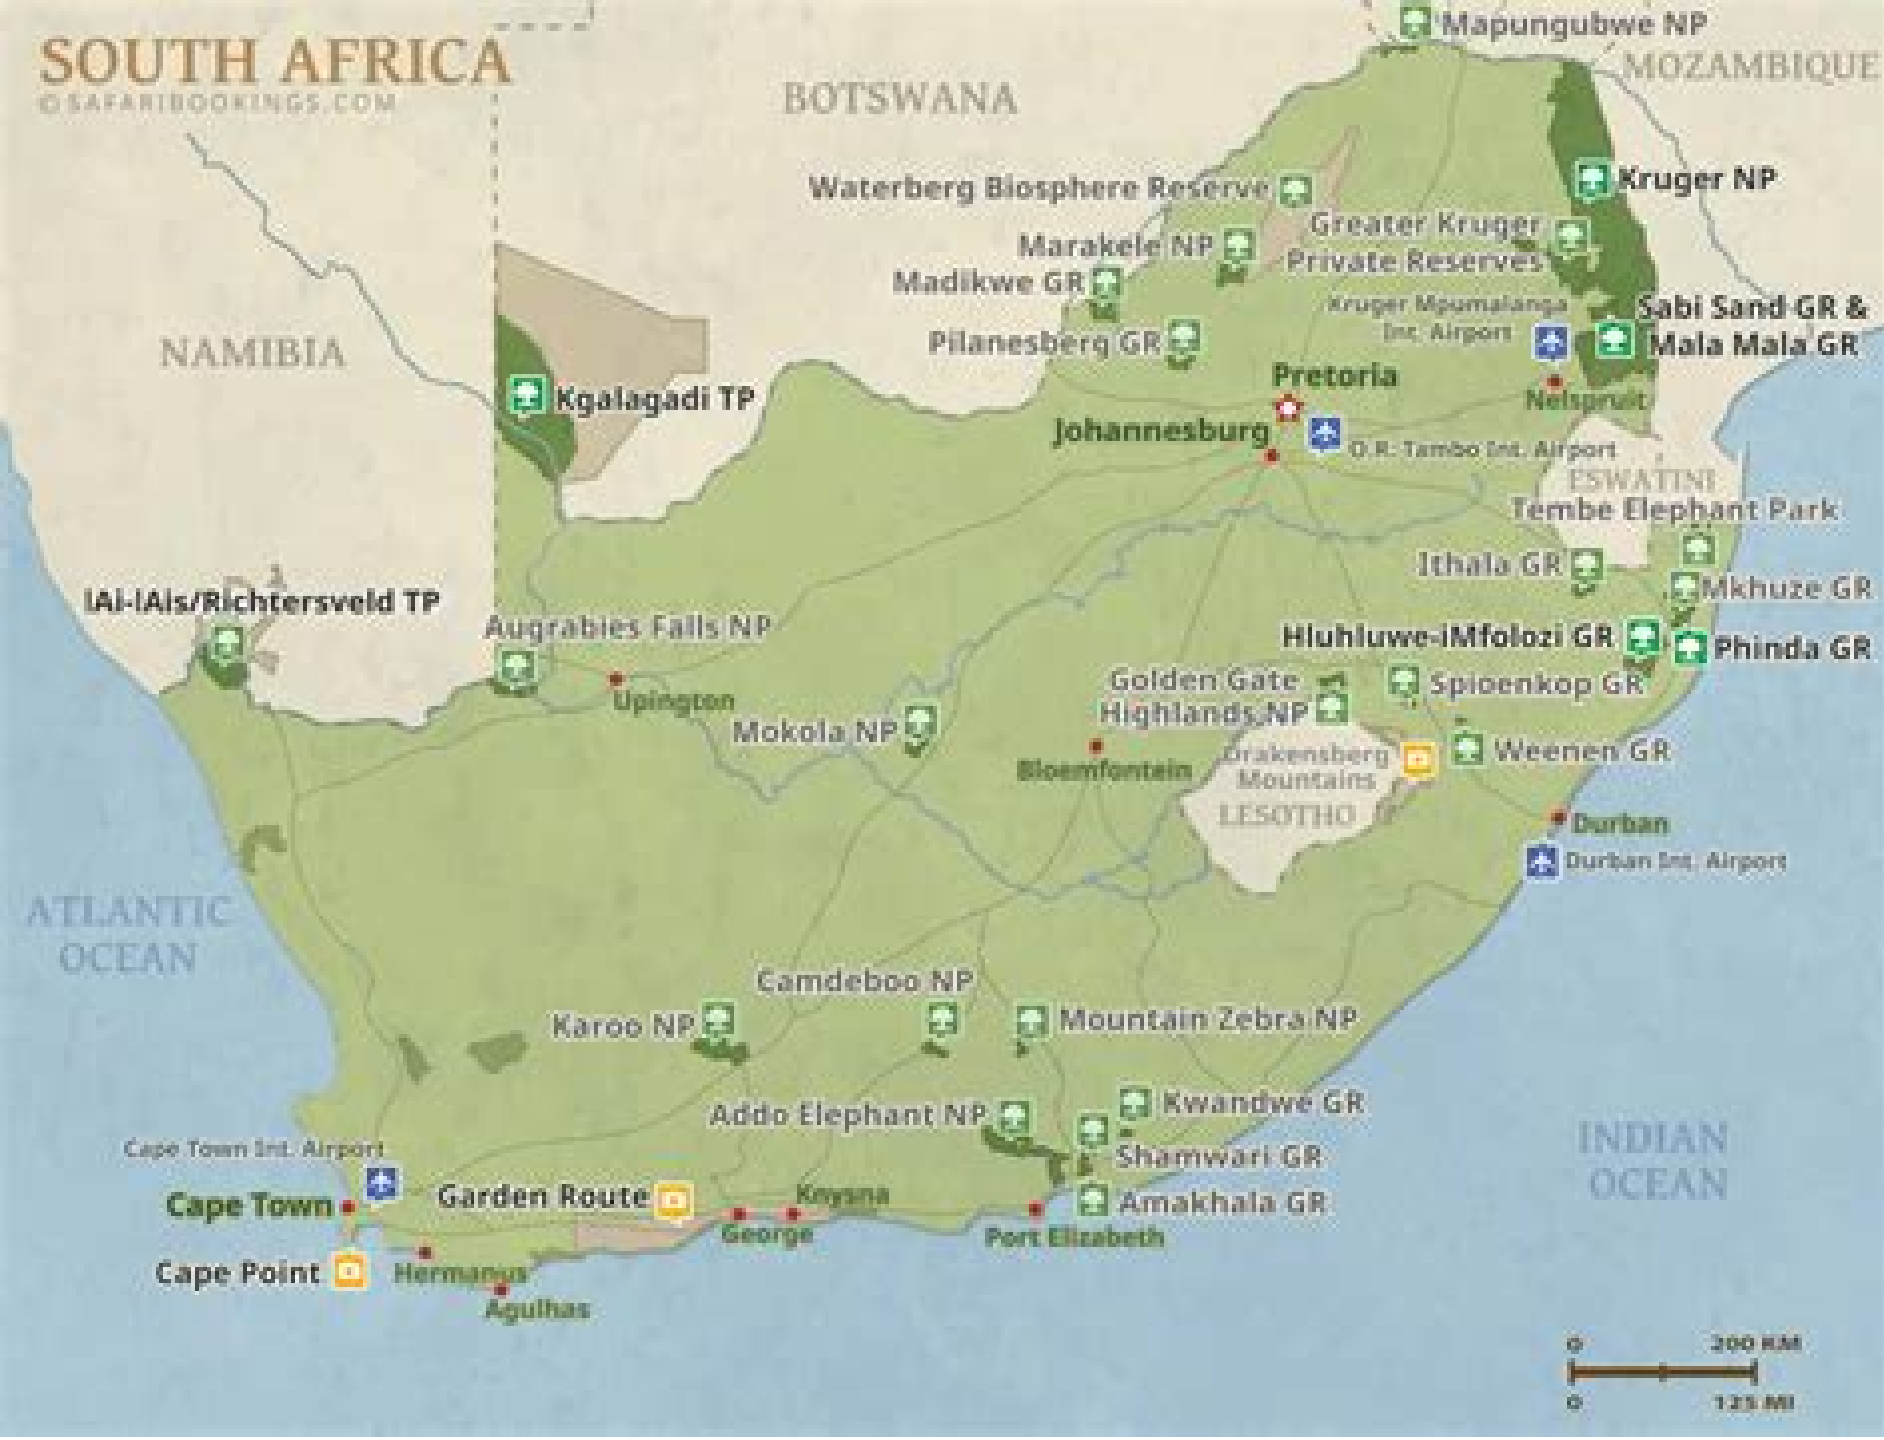 Mapungubwe NP
SOUTH AFRICA
© SAFARIBOOKINGS.COM
MOZAMBIQUE
BOTSWANA
Waterberg Biosphere Reserve
Kruger NP
Greater Kruger
Private Reserves
Marakele NP
Madikwe GR
Kruger Mpumalanga
Int. Airport
Sabi Sand GR &
Mala Mala GR
Pilanesberg GR
NAMIBIA
Pretoria
Kgalagadi TP
Nelspruit
Johannesburg
O.R. Tambo Int. Airport
ESWATINI
Tembe Elephant Park
Ithala GR
Mkhuze GR
|Ai-|Ais/Richtersveld TP
Augrabies Falls NP
Hluhluwe-iMfolozi GR
Phinda GR
Golden Gate
Highlands NP
Spioenkop GR
Upington
Mokola NP
Weenen GR
Drakensberg
Mountains
Bloemfontein
LESOTHO
Durban
Durban Int. Airport
ATLANTIC
OCEAN
Camdeboo NP
Karoo NP
Mountain Zebra NP
Addo Elephant NP
Kwandwe GR
Shamwari GR
INDIAN
OCEAN
Cape Town Int. Airport
Cape Town
Garden Route
Knysna
Amakhala GR
George
Port Elizabeth
Cape Point
Hermanus
Agulhas
0 200 KM
0 125 MI